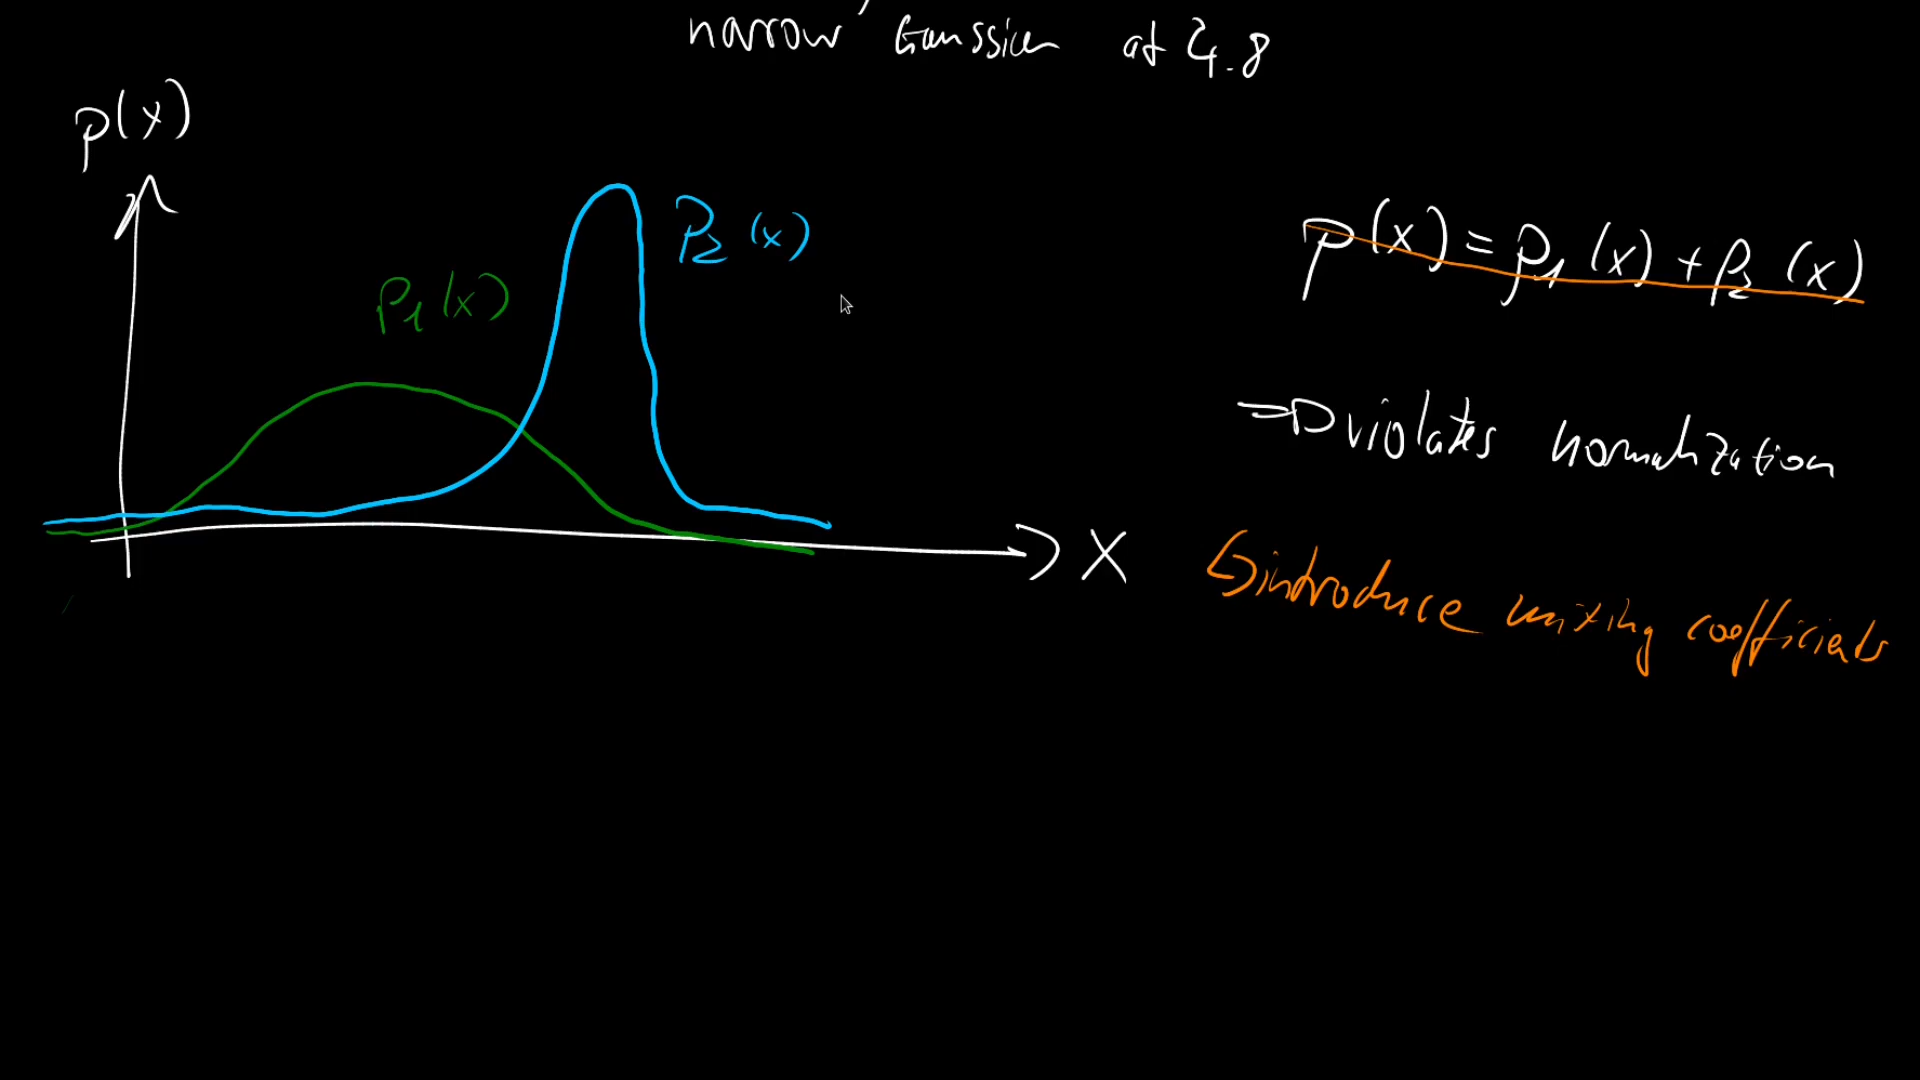 narrow Gaussian at 4.8
p(x)
p₂(x)
p₁(x)
p(x) = p₁(x) + p₂(x)
⇒ violates normalization
X
↳ introduce mixing coefficients